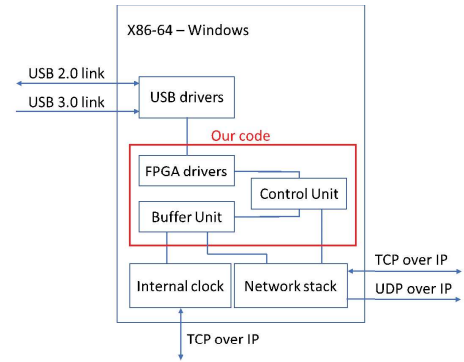 X86-64 – Windows
USB 2.0 link
USB 3.0 link
USB drivers
Our code
FPGA drivers
Control Unit
Buffer Unit
Internal clock
Network stack
TCP over IP
UDP over IP
TCP over IP